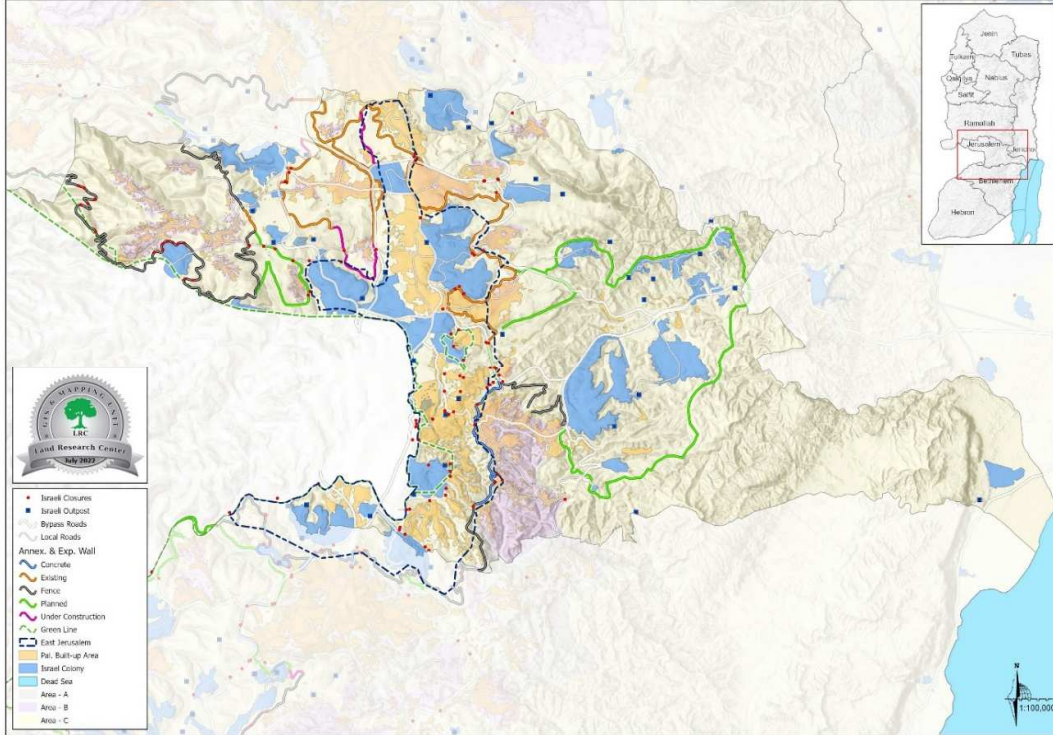 Jenin
Tubas
Tulkarm
Qalqilya
Nablus
Salfit
Ramallah
Jerusalem
Jericho
Bethlehem
Hebron
GIS & MAPPING UNIT
LRC
Land Research Center
July 2022
Israeli Closures
Israeli Outpost
Bypass Roads
Local Roads
Annex. & Exp. Wall
Concrete
Existing
Fence
Planned
Under Construction
Green Line
East Jerusalem
Pal. Built-up Area
Israel Colony
Dead Sea
Area - A
Area - B
Area - C
N
1:100,000